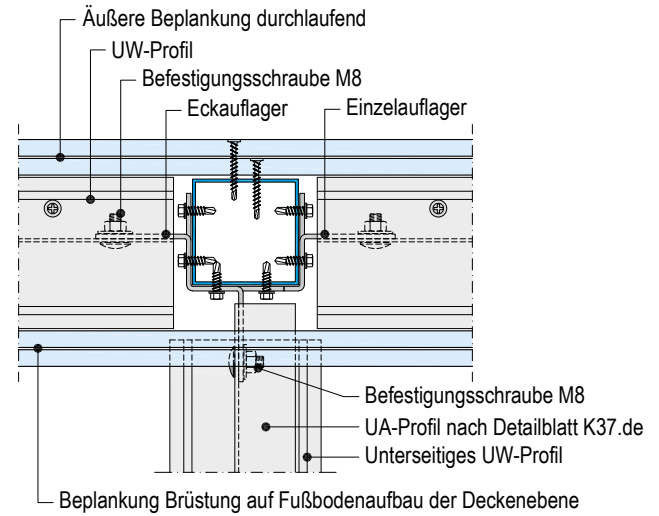 Äußere Beplankung durchlaufend
UW-Profil
Befestigungsschraube M8
Eckauflager
Einzelauflager
Befestigungsschraube M8
UA-Profil nach Detailblatt K37.de
Unterseitiges UW-Profil
Beplankung Brüstung auf Fußbodenaufbau der Deckenebene